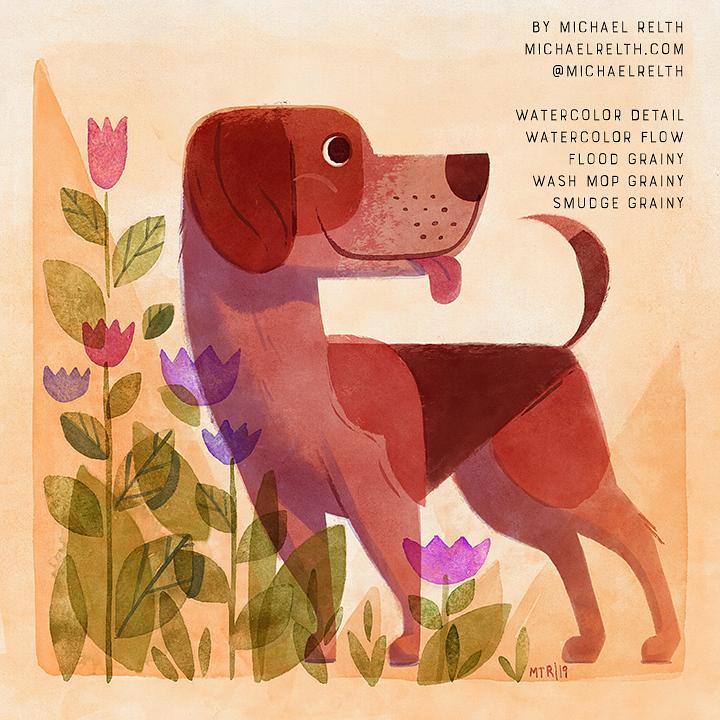 BY MICHAEL RELTH
MICHAELRELTH.COM
@MICHAELRELTH
WATERCOLOR DETAIL
WATERCOLOR FLOW
FLOOD GRAINY
WASH MOP GRAINY
SMUDGE GRAINY
MTR|19